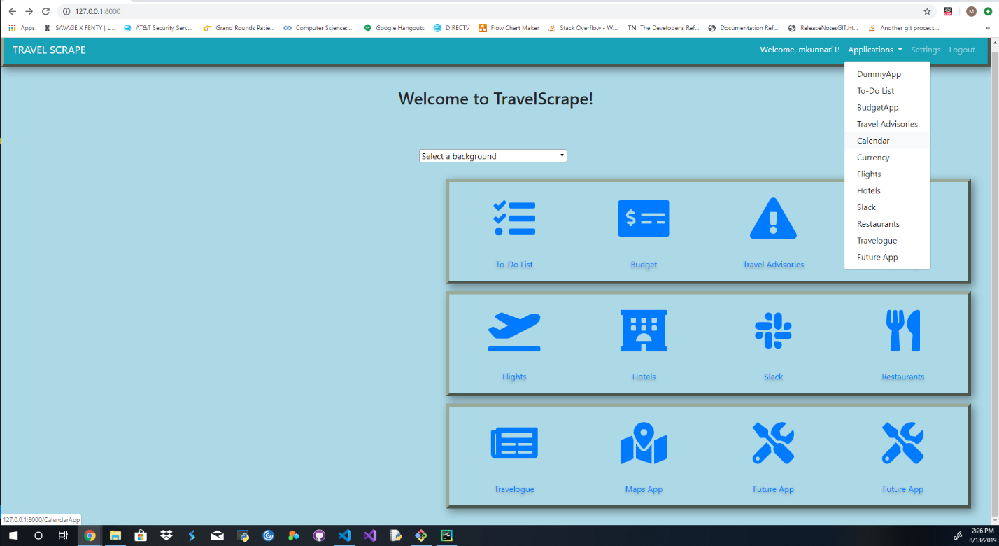 127.0.0.1:8000
M
Apps SAVAGE X FENTY | L... AT&T Security Serv... Grand Rounds Patie... Computer Science:... Google Hangouts DIRECTV Flow Chart Maker Stack Overflow - W... TN The Developer's Ref... Documentation Ref... ReleaseNotesGIT.ht... Another git process... »
TRAVEL SCRAPE Welcome, mkunnari1! Applications Settings Logout
DummyApp
To-Do List
BudgetApp
Travel Advisories
Calendar
Currency
Flights
Hotels
Slack
Restaurants
Travelogue
Future App
Welcome to TravelScrape!
Select a background
$
To-Do List Budget Travel Advisories
Flights Hotels Slack Restaurants
Travelogue Maps App Future App Future App
127.0.0.1:8000/CalendarApp
PC
2:26 PM
8/13/2019